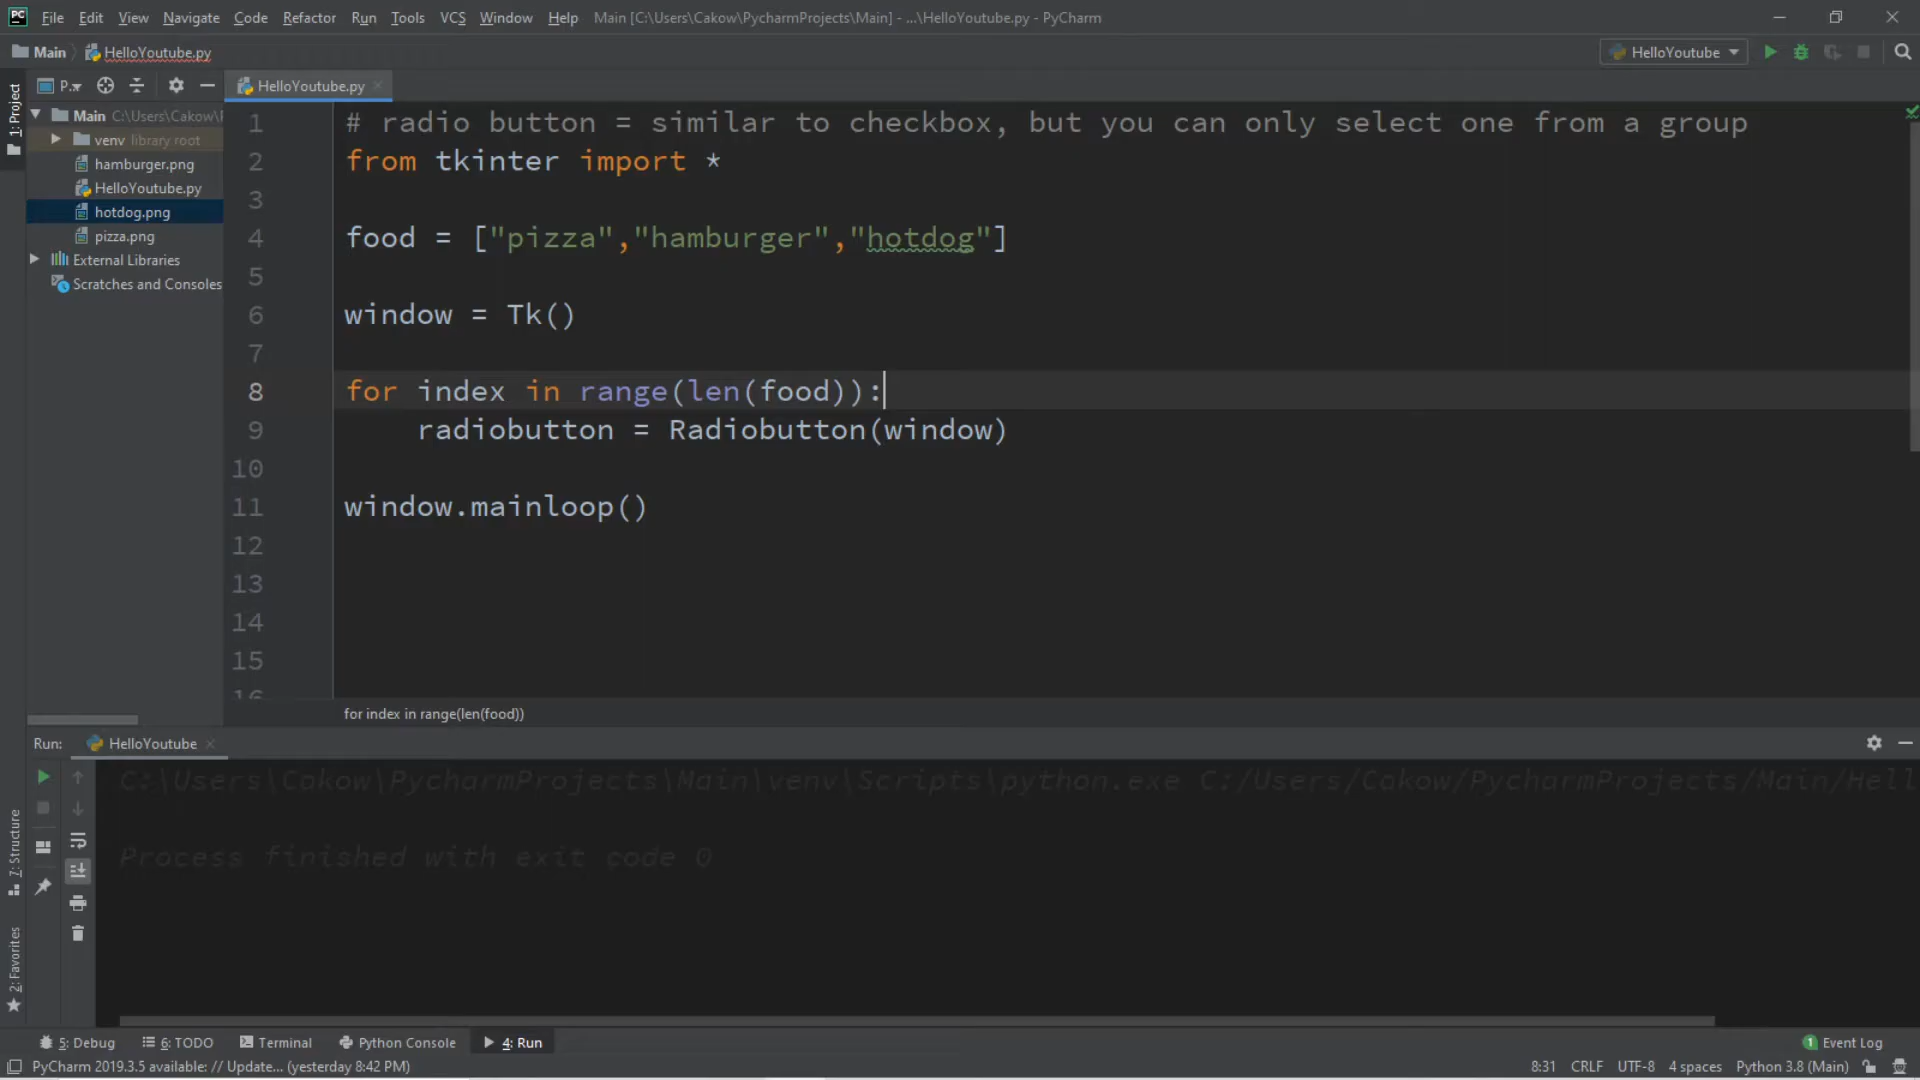 PC File Edit View Navigate Code Refactor Run Tools VCS Window Help Main [C:\Users\Cakow\PycharmProjects\Main] - ...\HelloYoutube.py - PyCharm
Main HelloYoutube.py HelloYoutube
1: Project
P... HelloYoutube.py
Main C:\Users\Cakow\
venv library root
hamburger.png
HelloYoutube.py
hotdog.png
pizza.png
External Libraries
Scratches and Consoles
1 # radio button = similar to checkbox, but you can only select one from a group
2 from tkinter import *
3
4 food = ["pizza","hamburger","hotdog"]
5
6 window = Tk()
7
8 for index in range(len(food)):
9 radiobutton = Radiobutton(window)
10
11 window.mainloop()
12
13
14
15
16
for index in range(len(food))
Run: HelloYoutube
C:\Users\Cakow\PycharmProjects\Main\venv\Scripts\python.exe C:/Users/Cakow/PycharmProjects/Main/Hell
Process finished with exit code 0
7: Structure
2: Favorites
5: Debug 6: TODO Terminal Python Console 4: Run 1 Event Log
PyCharm 2019.3.5 available: // Update... (yesterday 8:42 PM) 8:31 CRLF UTF-8 4 spaces Python 3.8 (Main)